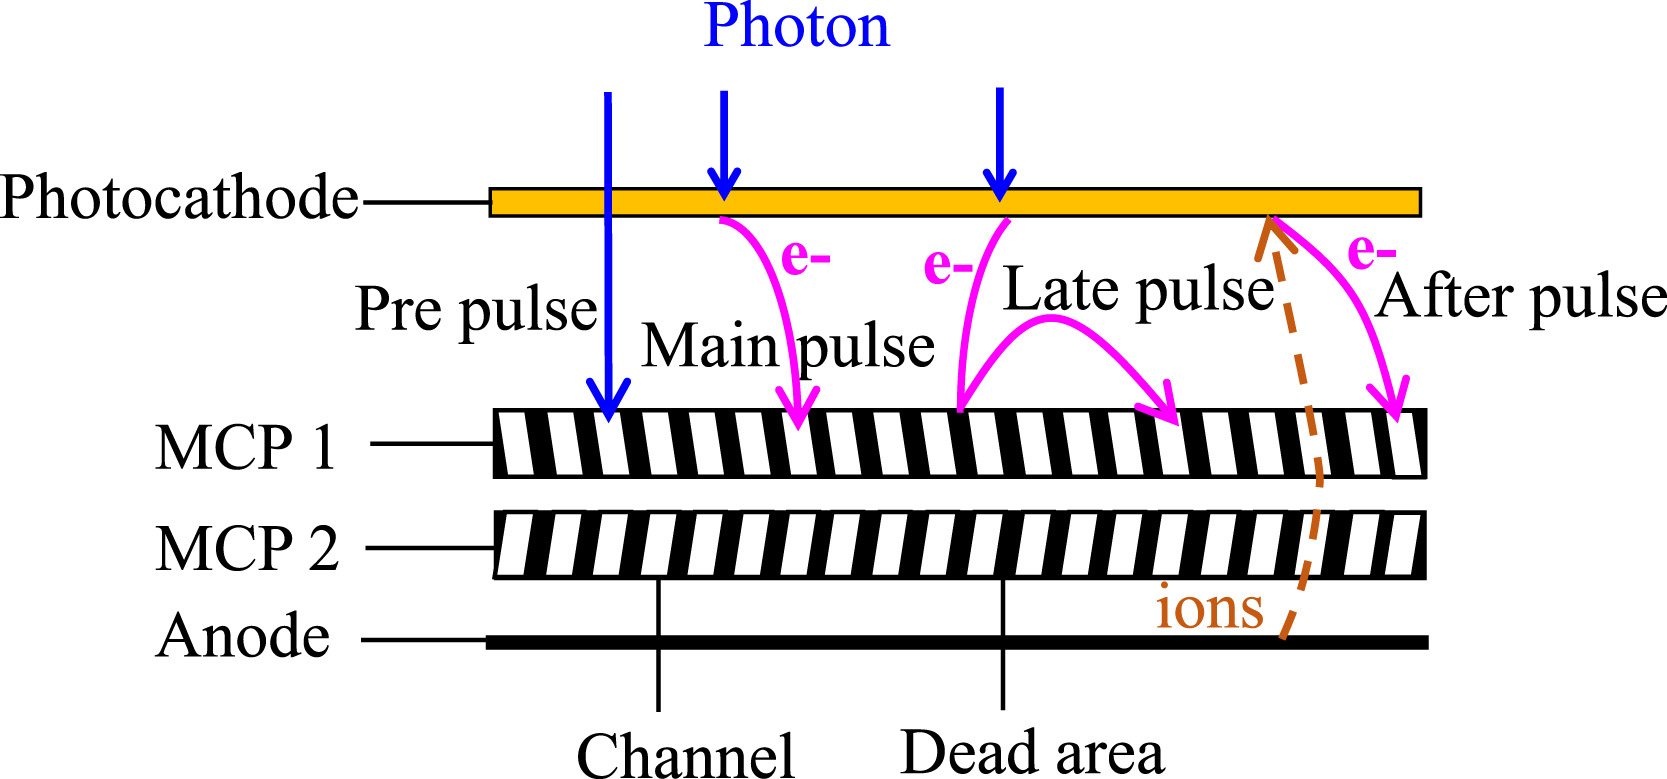 Photon
Photocathode
e-
e-
e-
Pre pulse
Main pulse
Late pulse
After pulse
MCP 1
MCP 2
ions
Anode
Channel
Dead area